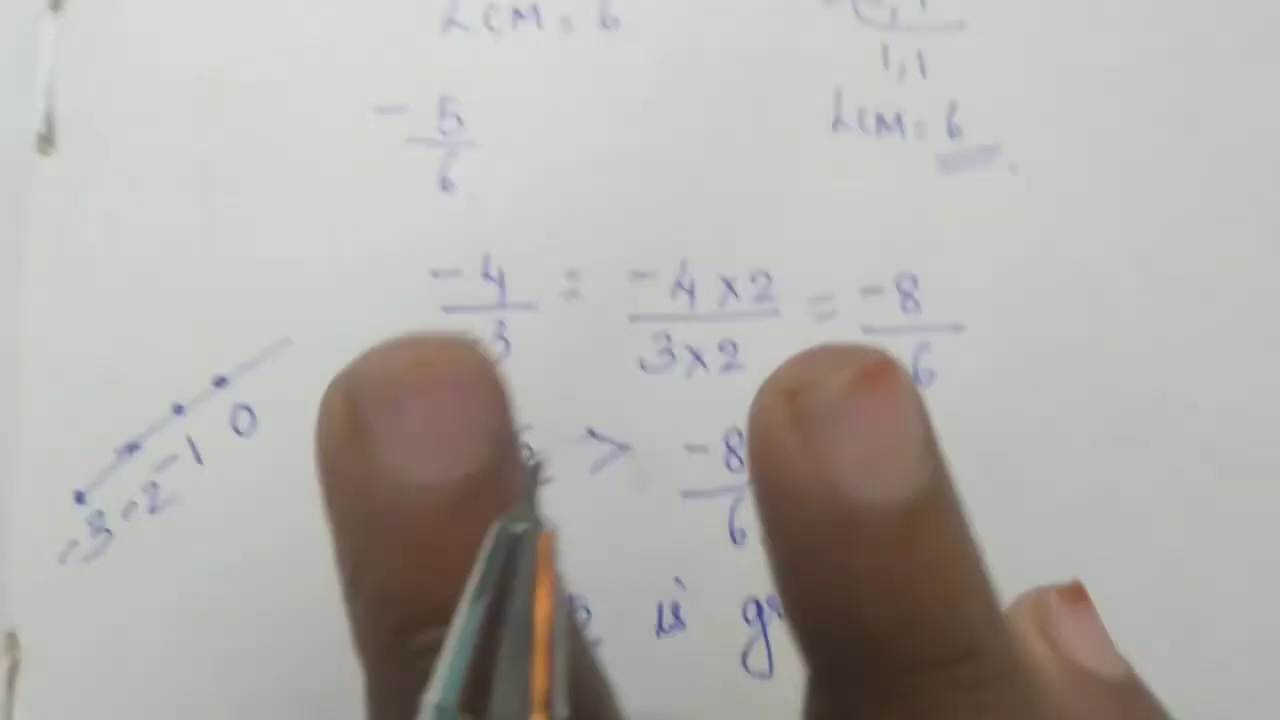 LCM = 6
1,1
LCM = 6
-5/6
-4/3 = -4×2/3×2 = -8/6
> -8/6
is
-3 -2 -1 0